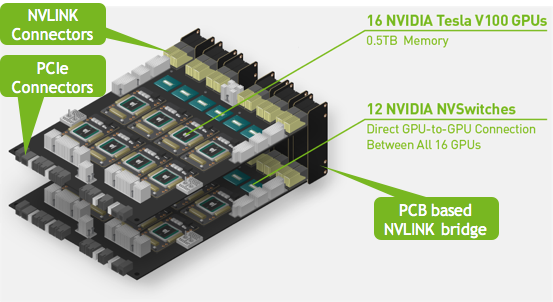 NVLINK
Connectors
PCIe
Connectors
16 NVIDIA Tesla V100 GPUs
0.5TB Memory
12 NVIDIA NVSwitches
Direct GPU-to-GPU Connection
Between All 16 GPUs
PCB based
NVLINK bridge